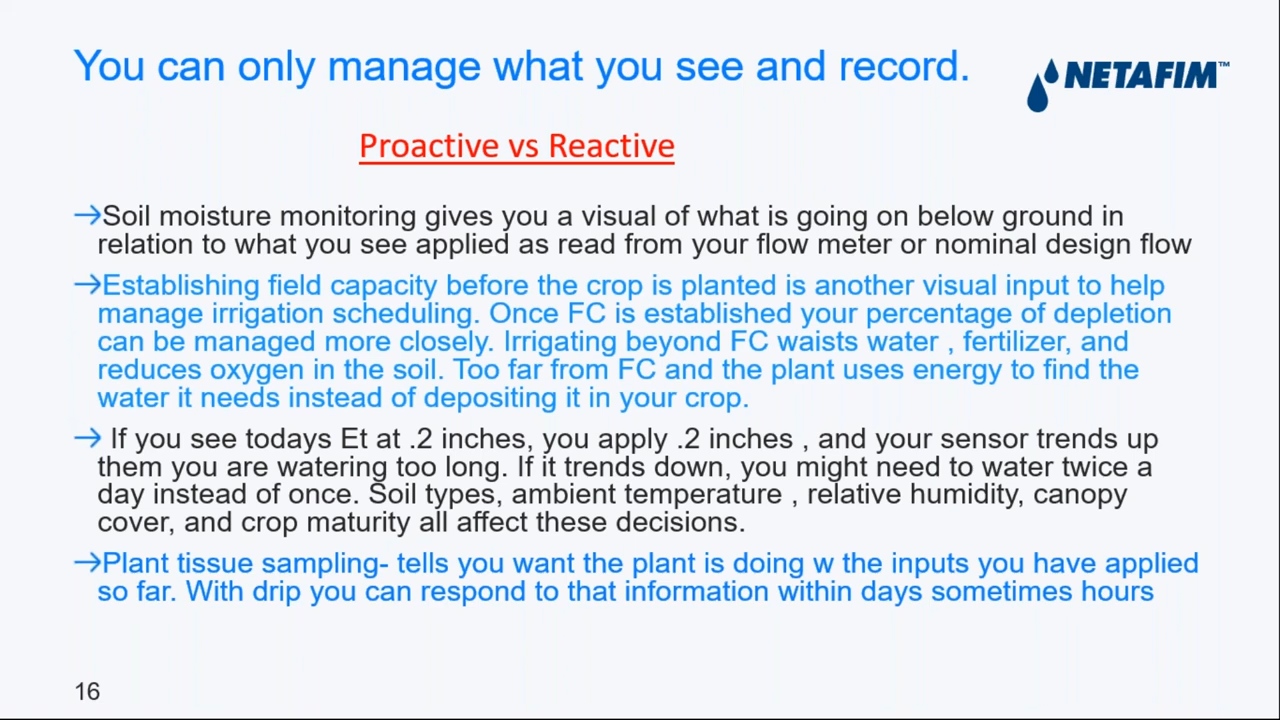 You can only manage what you see and record.
NETAFIM™
Proactive vs Reactive
→Soil moisture monitoring gives you a visual of what is going on below ground in
relation to what you see applied as read from your flow meter or nominal design flow
→Establishing field capacity before the crop is planted is another visual input to help
manage irrigation scheduling. Once FC is established your percentage of depletion
can be managed more closely. Irrigating beyond FC waists water , fertilizer, and
reduces oxygen in the soil. Too far from FC and the plant uses energy to find the
water it needs instead of depositing it in your crop.
→ If you see todays Et at .2 inches, you apply .2 inches , and your sensor trends up
them you are watering too long. If it trends down, you might need to water twice a
day instead of once. Soil types, ambient temperature , relative humidity, canopy
cover, and crop maturity all affect these decisions.
→Plant tissue sampling- tells you want the plant is doing w the inputs you have applied
so far. With drip you can respond to that information within days sometimes hours
16